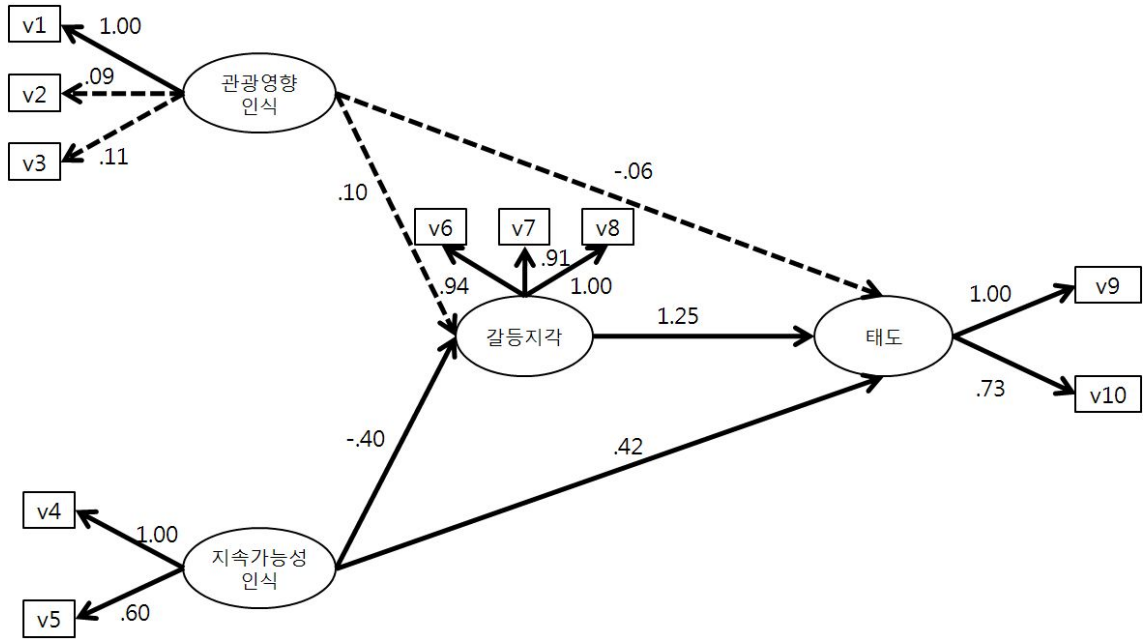 v1
1.00
v2
.09
v3
.11
관광영향
인식
-.06
.10
v6
v7
v8
.94
.91
1.00
갈등지각
1.25
태도
1.00
v9
.73
v10
-.40
.42
v4
1.00
지속가능성
인식
v5
.60